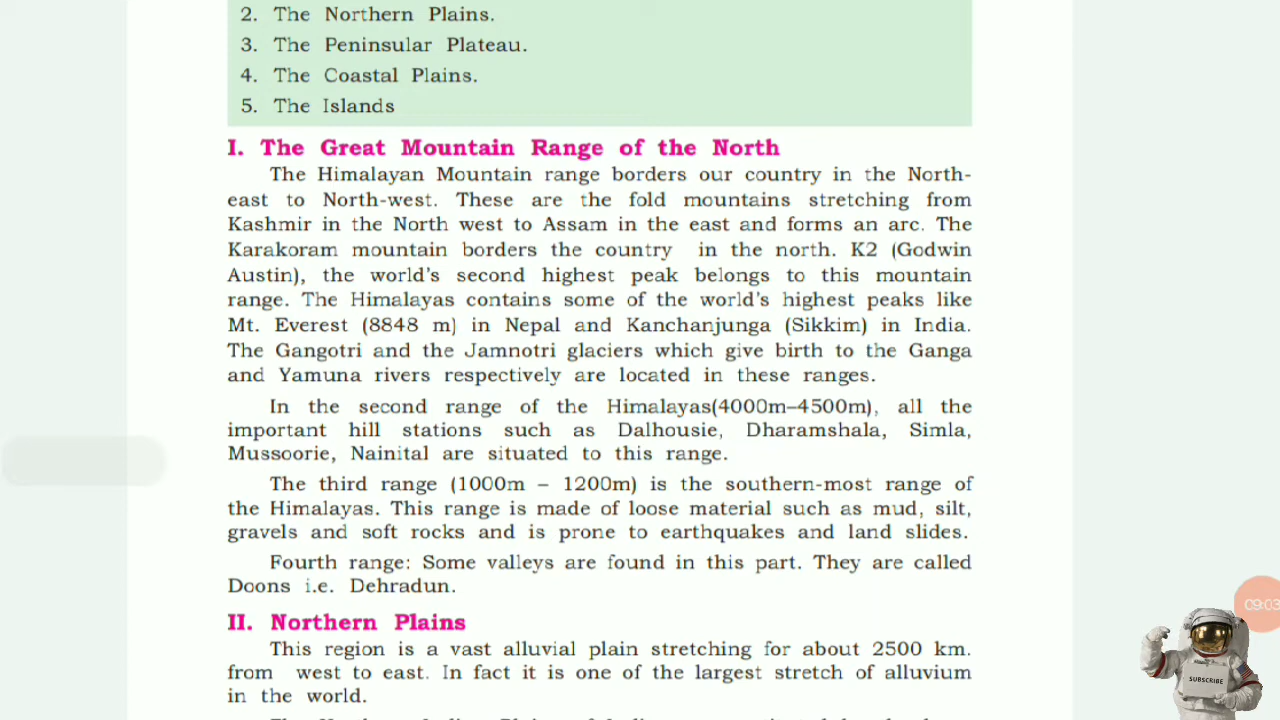 2. The Northern Plains.
3. The Peninsular Plateau.
4. The Coastal Plains.
5. The Islands
I. The Great Mountain Range of the North
The Himalayan Mountain range borders our country in the North-
east to North-west. These are the fold mountains stretching from
Kashmir in the North west to Assam in the east and forms an arc. The
Karakoram mountain borders the country in the north. K2 (Godwin
Austin), the world's second highest peak belongs to this mountain
range. The Himalayas contains some of the world's highest peaks like
Mt. Everest (8848 m) in Nepal and Kanchanjunga (Sikkim) in India.
The Gangotri and the Jamnotri glaciers which give birth to the Ganga
and Yamuna rivers respectively are located in these ranges.
In the second range of the Himalayas(4000m–4500m), all the
important hill stations such as Dalhousie, Dharamshala, Simla,
Mussoorie, Nainital are situated to this range.
The third range (1000m – 1200m) is the southern-most range of
the Himalayas. This range is made of loose material such as mud, silt,
gravels and soft rocks and is prone to earthquakes and land slides.
Fourth range: Some valleys are found in this part. They are called
Doons i.e. Dehradun.
II. Northern Plains
This region is a vast alluvial plain stretching for about 2500 km.
from west to east. In fact it is one of the largest stretch of alluvium
in the world.
09:03
SUBSCRIBE